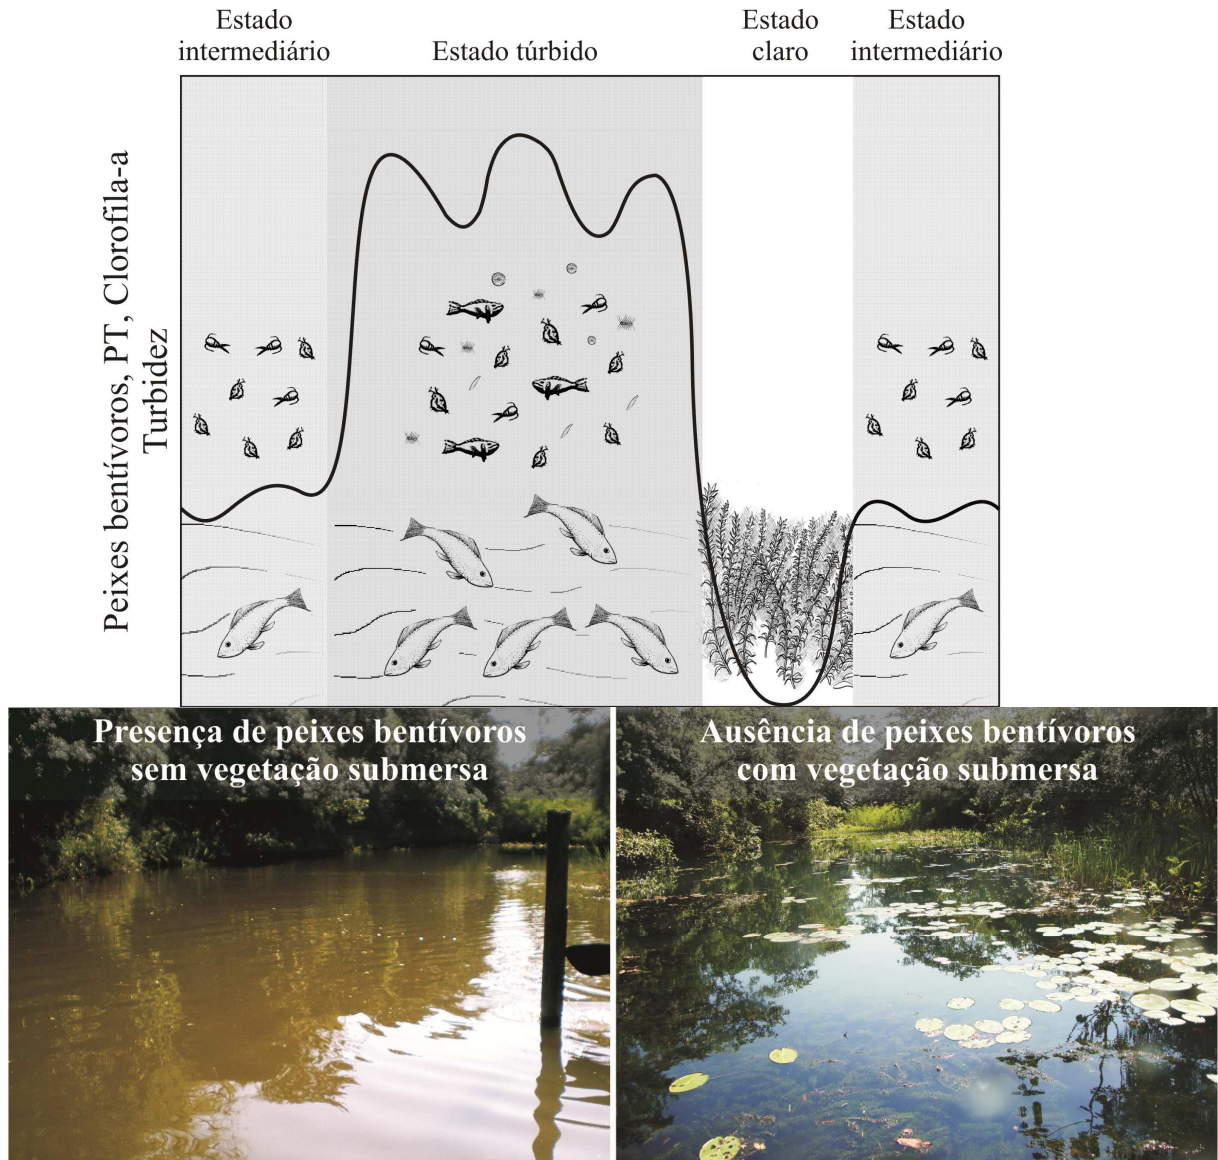 Estado
intermediário
Estado túrbido
Estado
claro
Estado
intermediário
Peixes bentívoros, PT, Clorofila-a
Turbidez
Presença de peixes bentívoros
sem vegetação submersa
Ausência de peixes bentívoros
com vegetação submersa